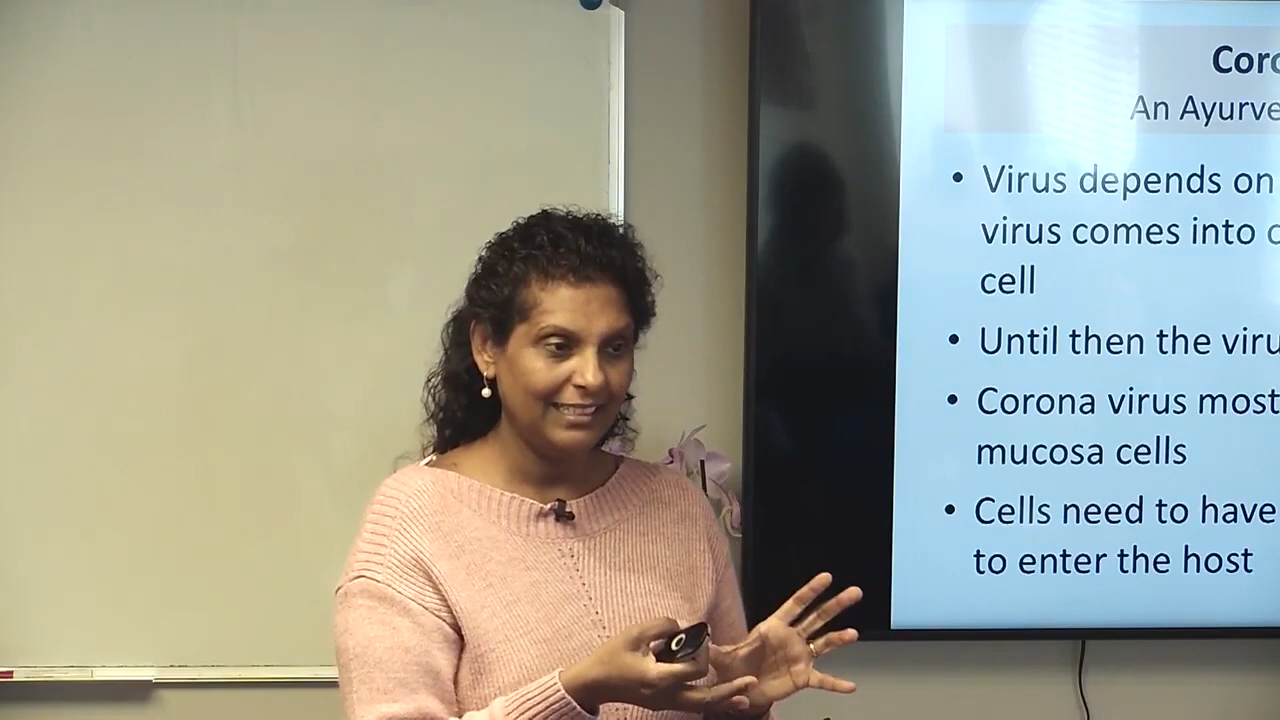 Coro
An Ayurve
• Virus depends on
virus comes into c
cell
• Until then the viru
• Corona virus most
mucosa cells
• Cells need to have
to enter the host